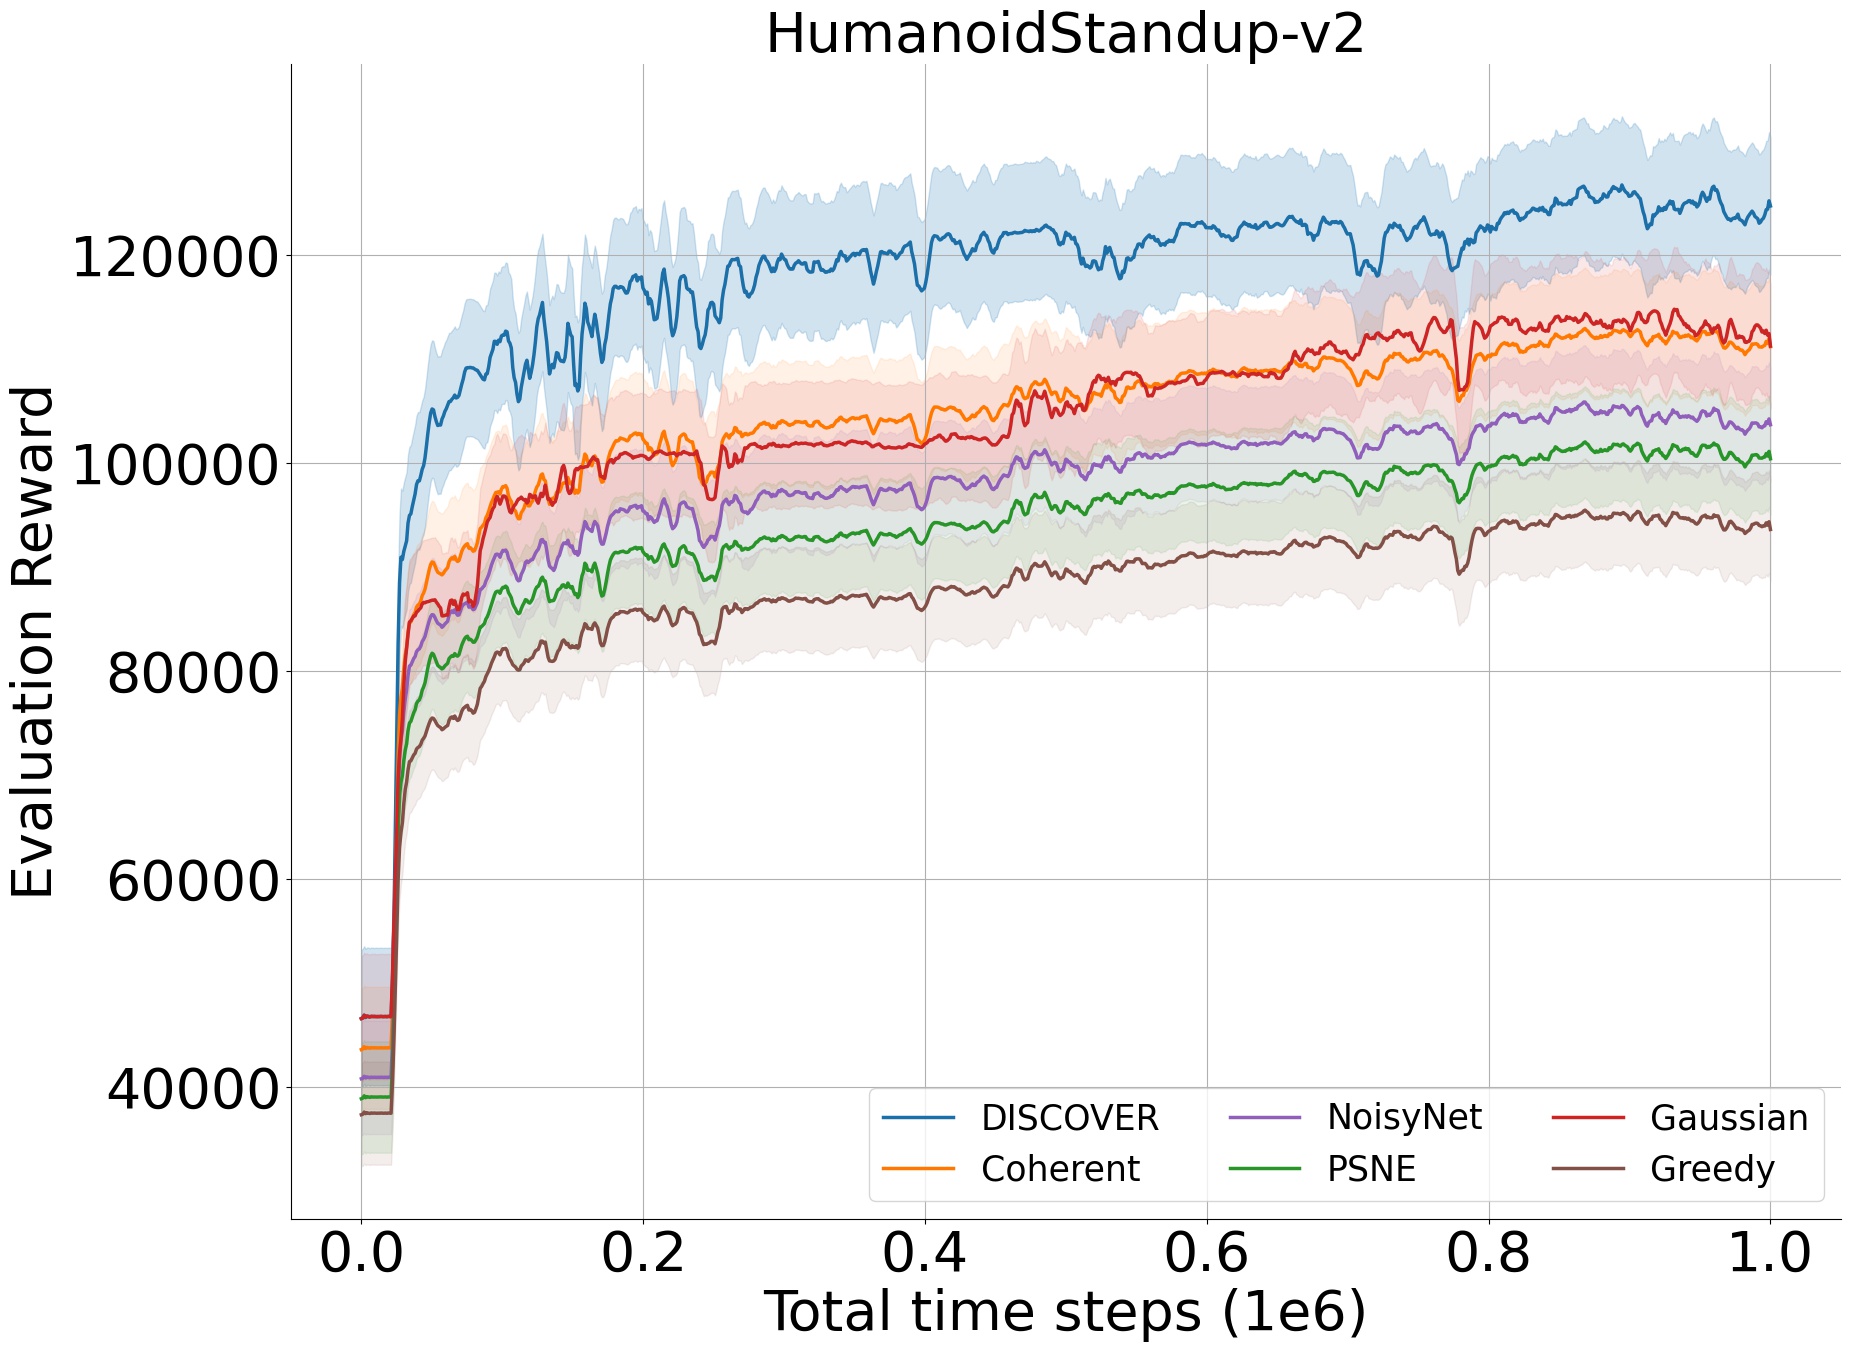 HumanoidStandup-v2
Evaluation Reward
120000
100000
80000
60000
40000
DISCOVER
Coherent
NoisyNet
PSNE
Gaussian
Greedy
0.0 0.2 0.4 0.6 0.8 1.0
Total time steps (1e6)